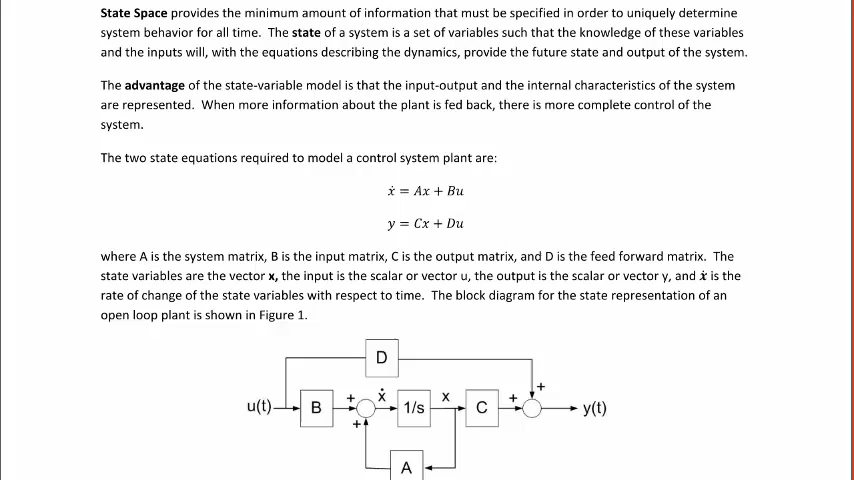 State Space provides the minimum amount of information that must be specified in order to uniquely determine
system behavior for all time. The state of a system is a set of variables such that the knowledge of these variables
and the inputs will, with the equations describing the dynamics, provide the future state and output of the system.
The advantage of the state-variable model is that the input-output and the internal characteristics of the system
are represented. When more information about the plant is fed back, there is more complete control of the
system.
The two state equations required to model a control system plant are:
ẋ = Ax + Bu
y = Cx + Du
where A is the system matrix, B is the input matrix, C is the output matrix, and D is the feed forward matrix. The
state variables are the vector x, the input is the scalar or vector u, the output is the scalar or vector y, and ẋ is the
rate of change of the state variables with respect to time. The block diagram for the state representation of an
open loop plant is shown in Figure 1.
D
+
u(t) B + ẋ 1/s x C + y(t)
+
A